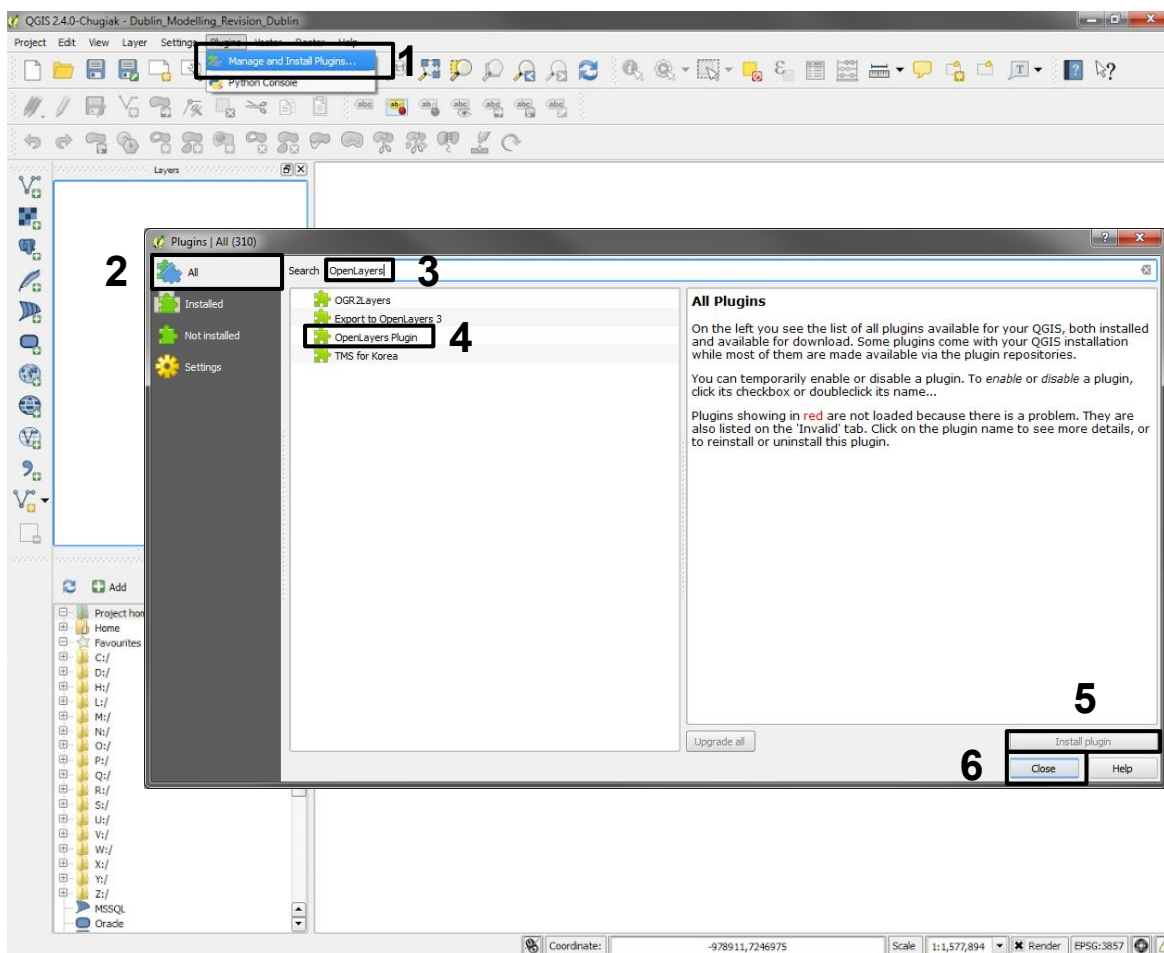 QGIS 2.4.0-Chugiak - Dublin_Modelling_Revision_Dublin
Project Edit View Layer Settings Plugins Vector Raster Help
Manage and Install Plugins...
1
Python Console
Layers
Plugins | All (310)
2
All
Search OpenLayers
3
Installed
Not installed
Settings
OGR2Layers
Export to OpenLayers 3
OpenLayers Plugin
4
TMS for Korea
All Plugins
On the left you see the list of all plugins available for your QGIS, both installed
and available for download. Some plugins come with your QGIS installation
while most of them are made available via the plugin repositories.
You can temporarily enable or disable a plugin. To enable or disable a plugin,
click its checkbox or doubleclick its name...
Plugins showing in red are not loaded because there is a problem. They are
also listed on the 'Invalid' tab. Click on the plugin name to see more details, or
to reinstall or uninstall this plugin.
5
Upgrade all
Install plugin
6
Close
Help
Add
Project hom
Home
Favourites
C:/
D:/
H:/
L:/
M:/
N:/
O:/
P:/
Q:/
R:/
S:/
U:/
V:/
W:/
X:/
Y:/
Z:/
MSSQL
Oracle
Coordinate: -978911,7246975 Scale 1:1,577,894 Render EPSG:3857